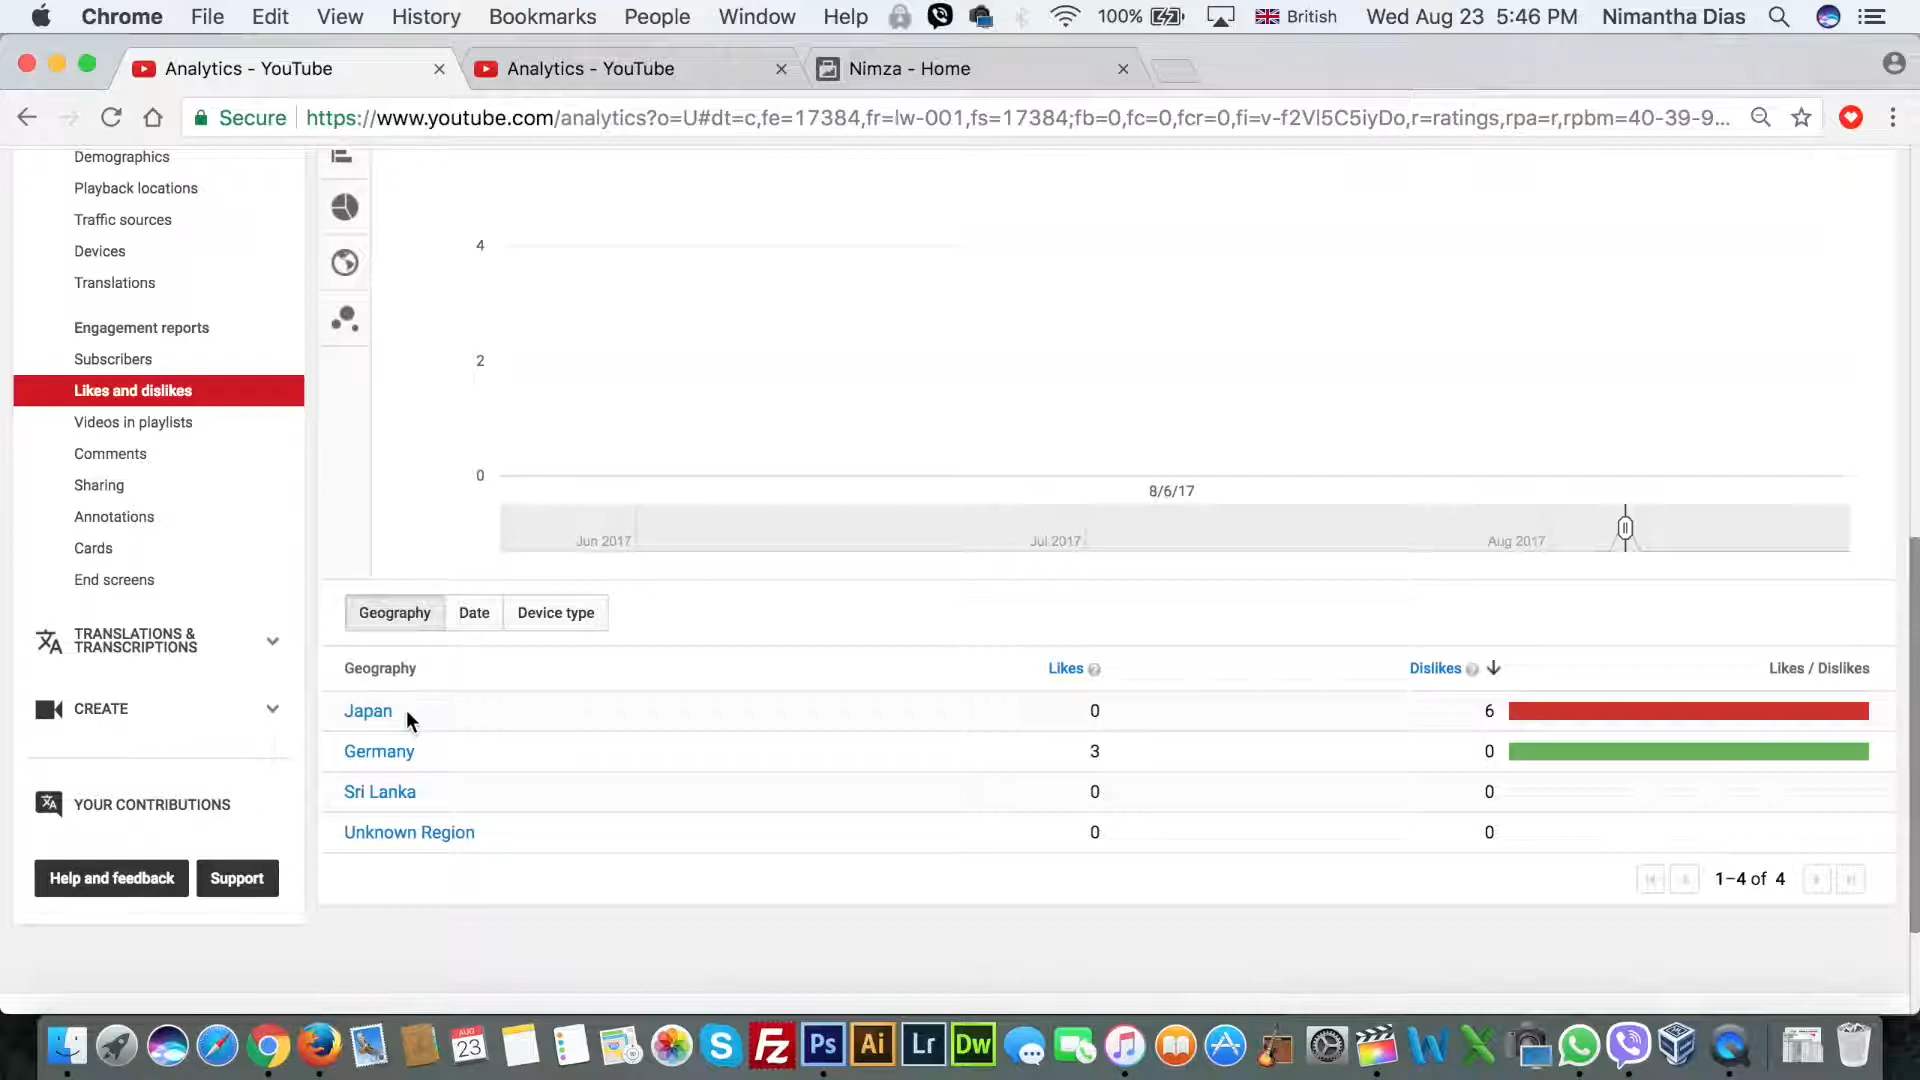 Chrome File Edit View History Bookmarks People Window Help 100% British Wed Aug 23 5:46 PM Nimantha Dias
Analytics - YouTube
Analytics - YouTube
Nimza - Home
Secure https://www.youtube.com/analytics?o=U#dt=c,fe=17384,fr=lw-001,fs=17384;fb=0,fc=0,fcr=0,fi=v-f2Vl5C5iyDo,r=ratings,rpa=r,rpbm=40-39-9...
Demographics
Playback locations
Traffic sources
Devices
Translations
Engagement reports
Subscribers
Likes and dislikes
Videos in playlists
Comments
Sharing
Annotations
Cards
End screens
TRANSLATIONS &
TRANSCRIPTIONS
CREATE
YOUR CONTRIBUTIONS
Help and feedback Support
4
2
0
8/6/17
Jun 2017 Jul 2017 Aug 2017
Geography Date Device type
Geography Likes ? Dislikes ? Likes / Dislikes
Japan 0 6
Germany 3 0
Sri Lanka 0 0
Unknown Region 0 0
1–4 of 4
AUG
23
Fz Ps Ai Lr Dw